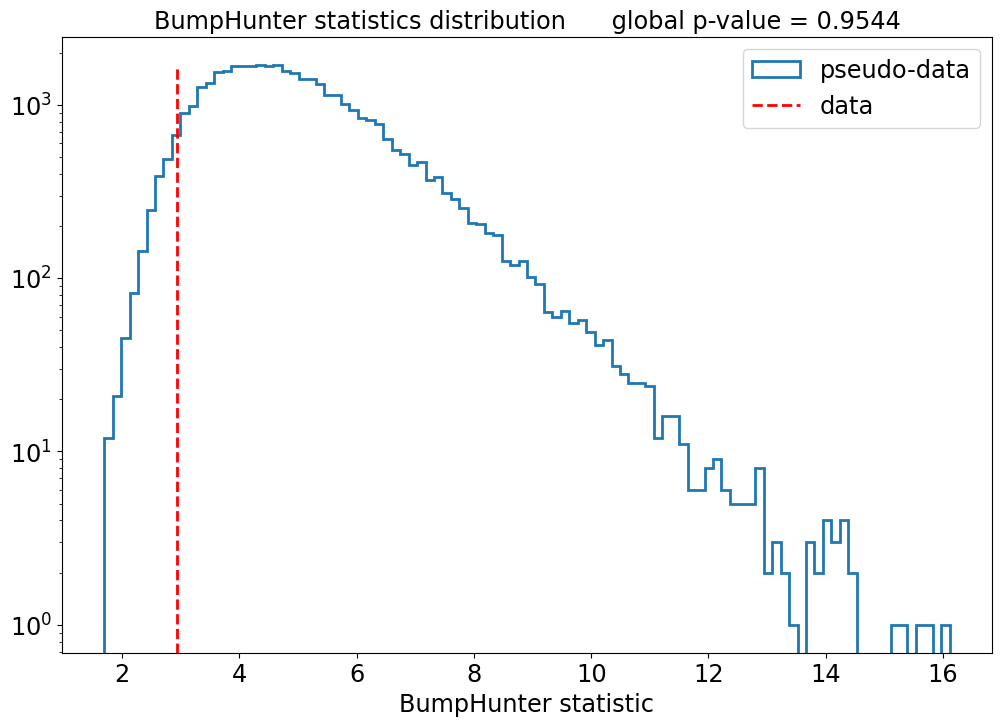 BumpHunter statistics distribution      global p-value = 0.9544
pseudo-data
data
10³
10²
10¹
10⁰
2 4 6 8 10 12 14 16
BumpHunter statistic